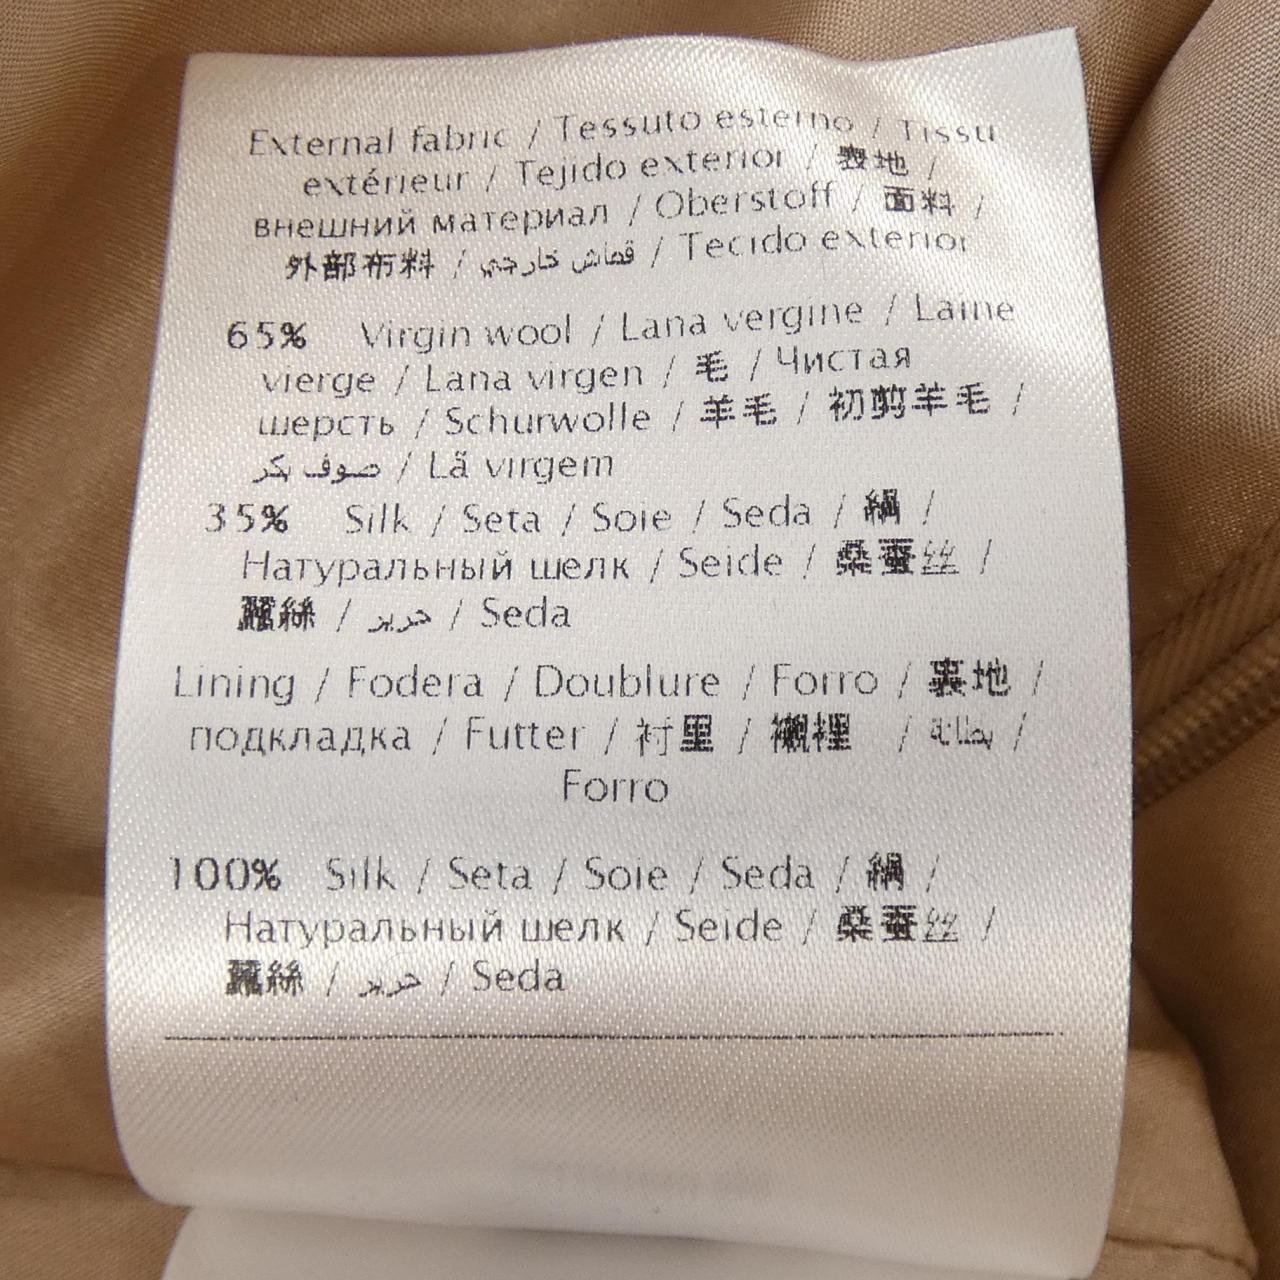 External fabric / Tessuto esterno / Tissu
extérieur / Tejido exterior / 表地 /
внешний материал / Oberstoff / 面料 /
外部布料 / قماش خارجي / Tecido exterior
65% Virgin wool / Lana vergine / Laine
vierge / Lana virgen / 毛 / Чистая
шерсть / Schurwolle / 羊毛 / 初剪羊毛 /
صوف بكر / Lã virgem
35% Silk / Seta / Soie / Seda / 絹 /
Натуральный шелк / Seide / 桑蚕丝 /
蠶絲 / حرير / Seda
Lining / Fodera / Doublure / Forro / 裏地 /
подкладка / Futter / 衬里 / 襯裡 / بطانة /
Forro
100% Silk / Seta / Soie / Seda / 絹 /
Натуральный шелк / Seide / 桑蚕丝 /
蠶絲 / حرير / Seda